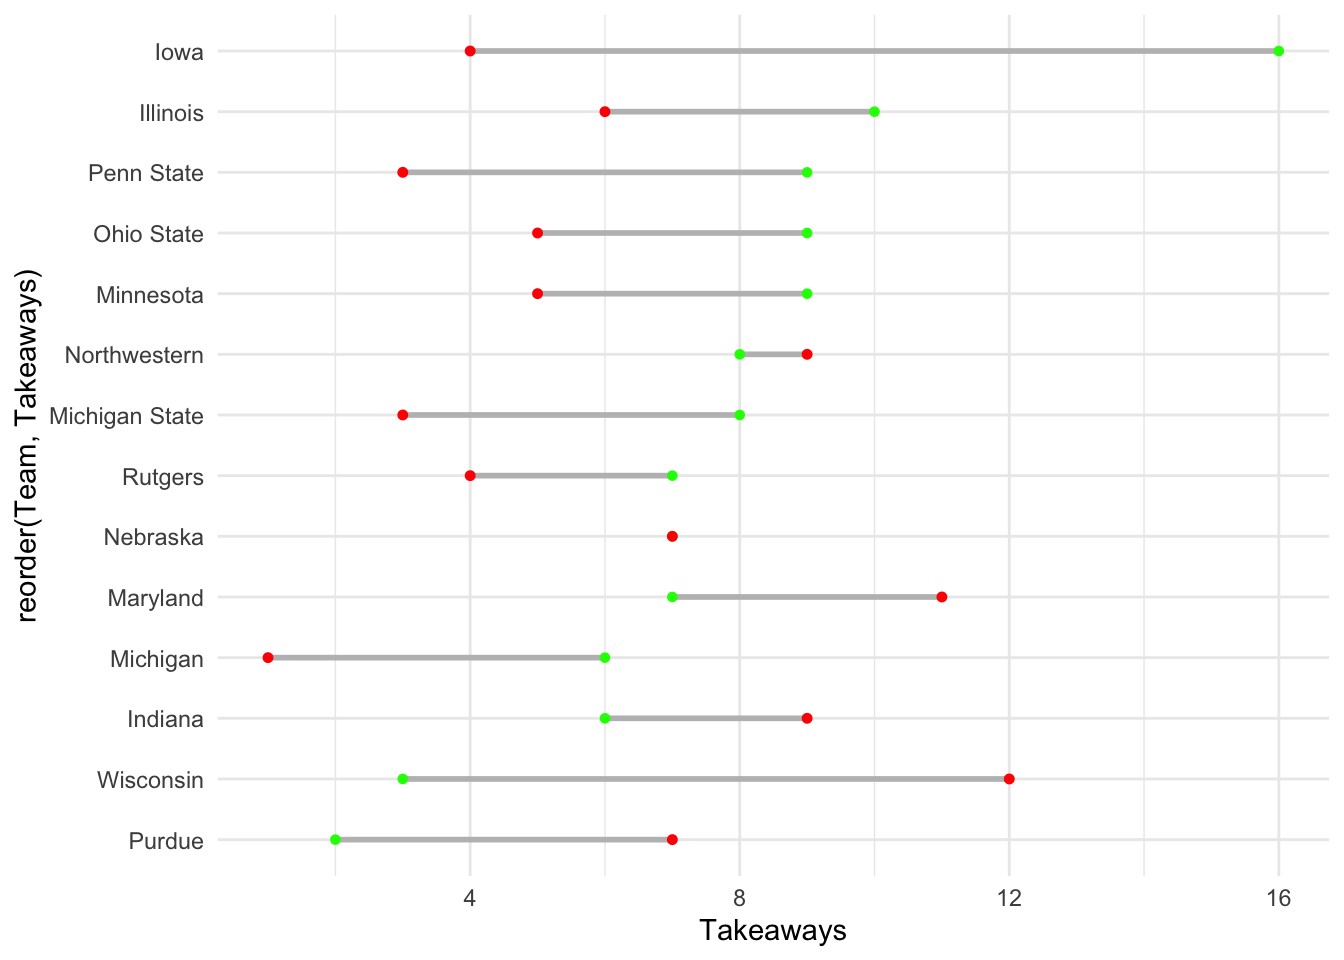 Iowa
Illinois
Penn State
Ohio State
Minnesota
Northwestern
Michigan State
Rutgers
Nebraska
Maryland
Michigan
Indiana
Wisconsin
Purdue
reorder(Team, Takeaways)
4 8 12 16
Takeaways